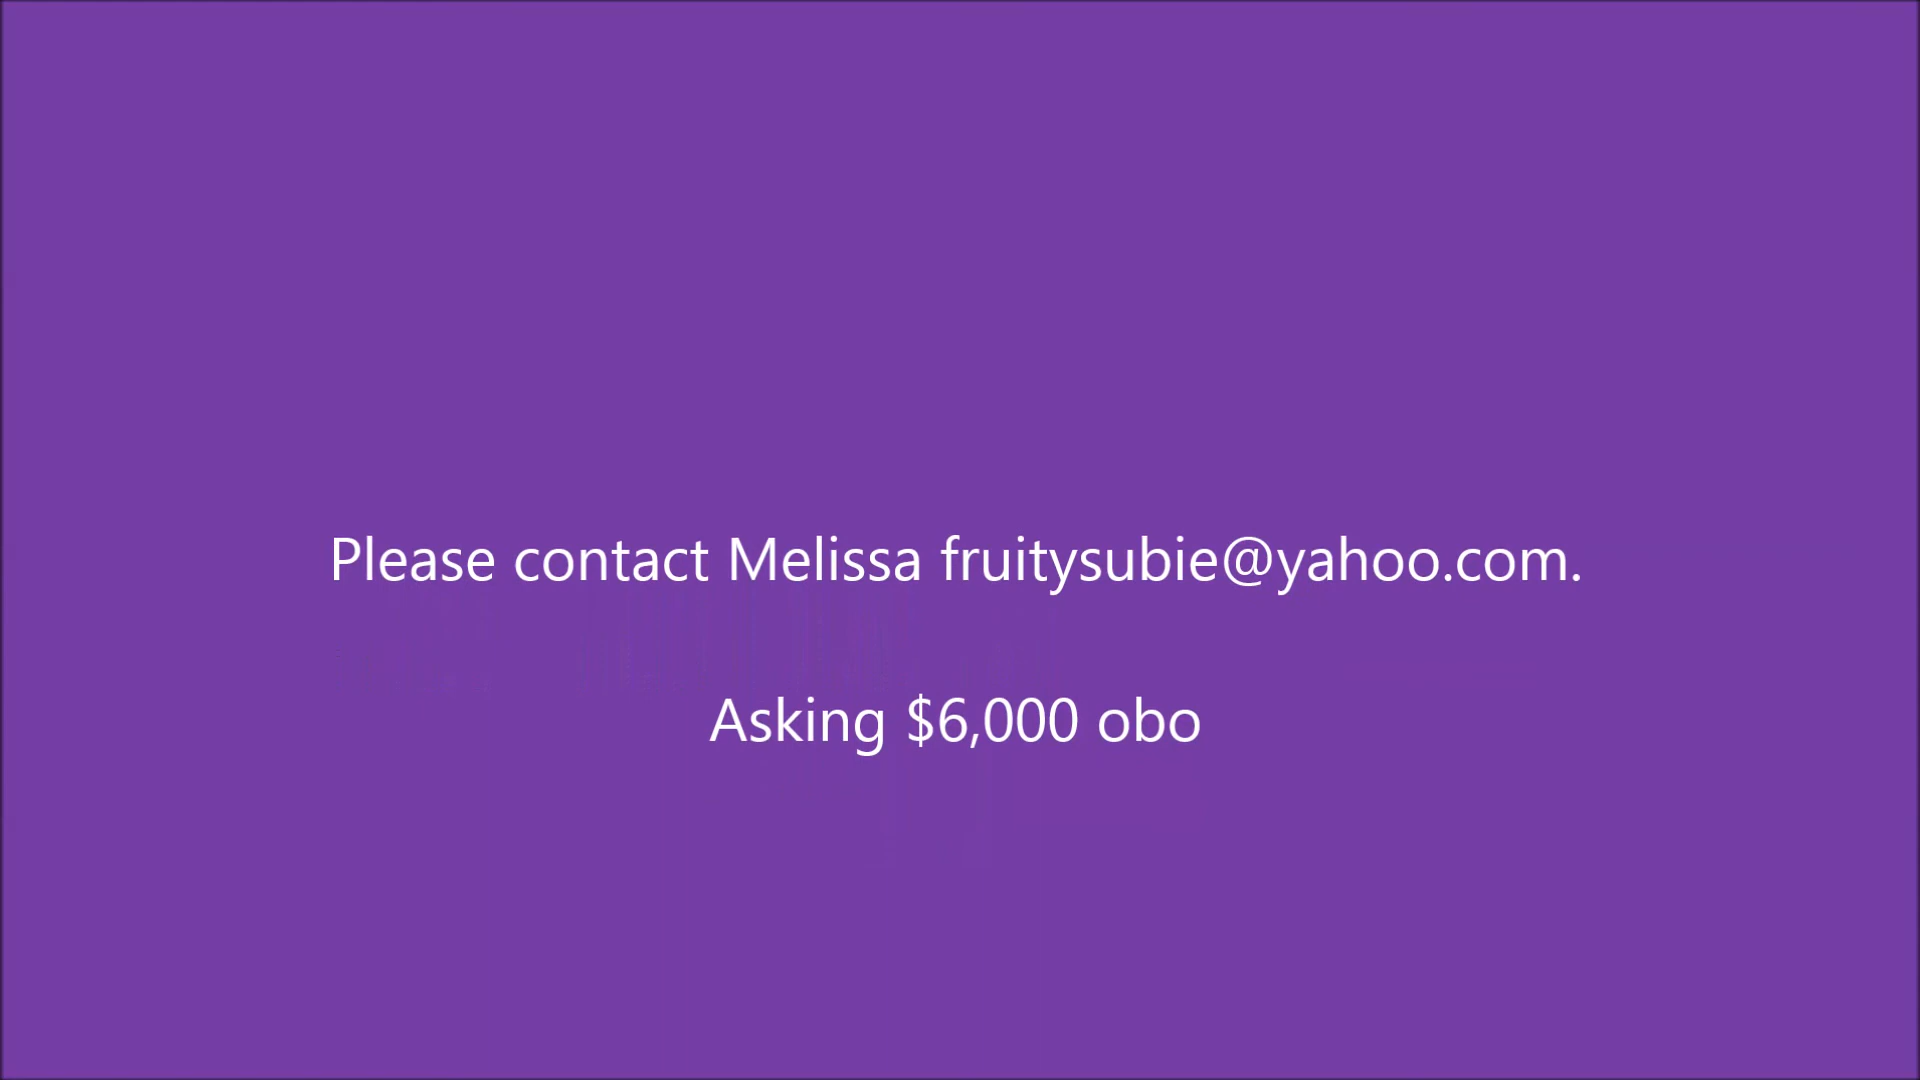 Please contact Melissa fruitysubie@yahoo.com.
Asking $6,000 obo